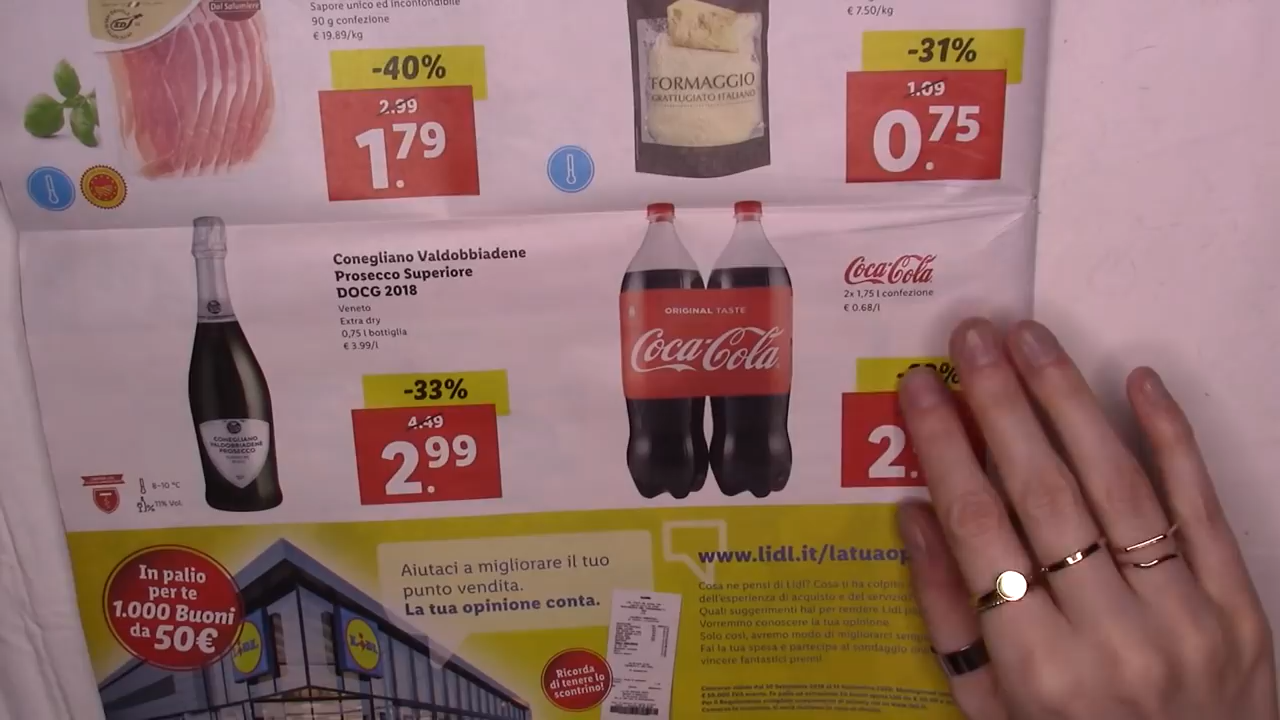 Dal Salumiere
Sapore unico ed inconfondibile
90 g confezione
€ 19.89/kg
-40%
2.99
1.79
FORMAGGIO
GRATTUGIATO ITALIANO
€ 7.50/kg
-31%
1.09
0.75
Conegliano Valdobbiadene
Prosecco Superiore
DOCG 2018
Veneto
Extra dry
0,75 l bottiglia
€ 3.99/l
-33%
4.49
2.99
8-10 °C
11% Vol.
CONEGLIANO
VALDOBBIADENE
PROSECCO
ORIGINAL TASTE
Coca-Cola
Coca-Cola
2x 1,75 l confezione
€ 0.68/l
2.
In palio
per te
1.000 Buoni
da 50€
LIDL
LIDL
Aiutaci a migliorare il tuo
punto vendita.
La tua opinione conta.
Ricorda
di tenere lo
scontrino!
www.lidl.it/latuaop
Cosa ne pensi di Lidl? Cosa ti ha colpito
dell'esperienza di acquisto e del servizio?
Quali suggerimenti hai per rendere Lidl
Vorremmo conoscere la tua opinione.
Solo così, avremo modo di migliorarci
Fai la tua spesa e partecipa al sondaggio
vincere fantastici premi.